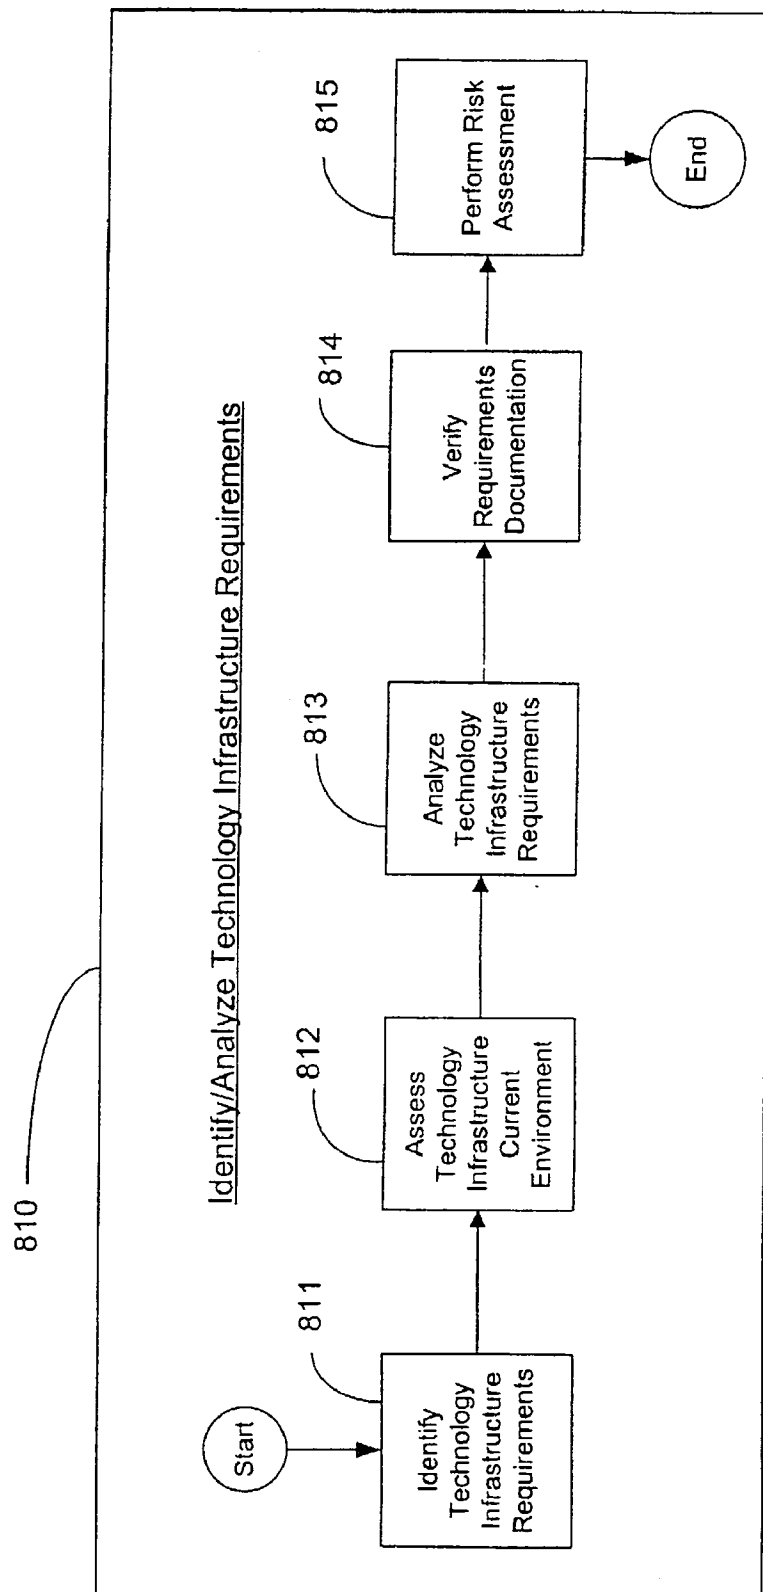 810
Identify/Analyze Technology Infrastructure Requirements
Start
811
Identify
Technology
Infrastructure
Requirements
812
Assess
Technology
Infrastructure
Current
Environment
813
Analyze
Technology
Infrastructure
Requirements
814
Verify
Requirements
Documentation
815
Perform Risk
Assessment
End